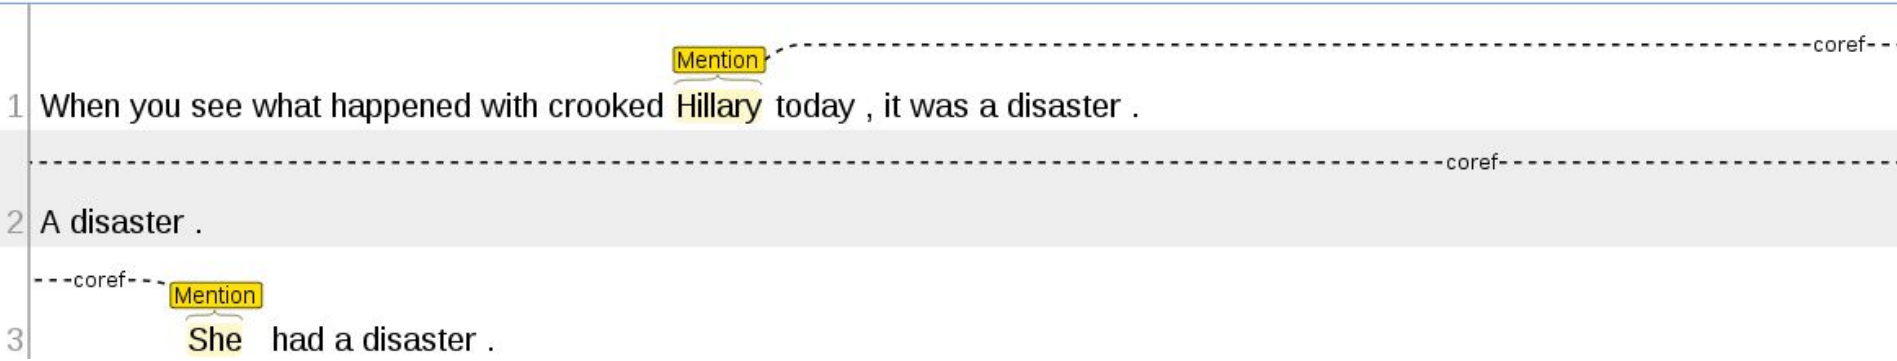 coref
Mention
1 When you see what happened with crooked Hillary today , it was a disaster .
coref
2 A disaster .
coref
Mention
3 She had a disaster .